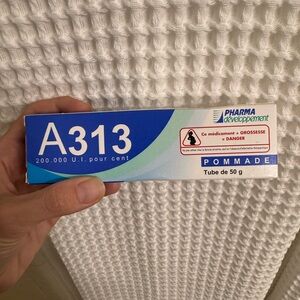 A313
200.000 U.I. pour cent
PHARMA
développement
Ce médicament + GROSSESSE
= DANGER
POMMADE
Tube de 50 g